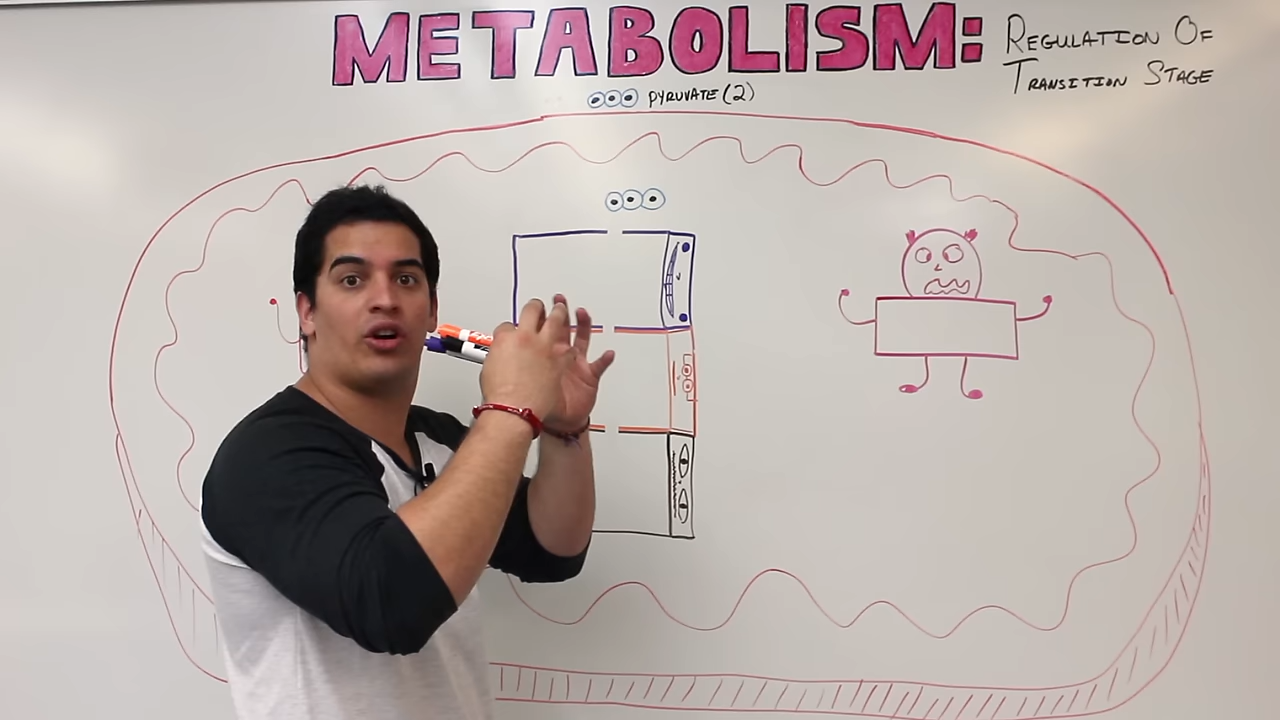 METABOLISM:
REGULATION OF
TRANSITION STAGE
PYRUVATE (2)